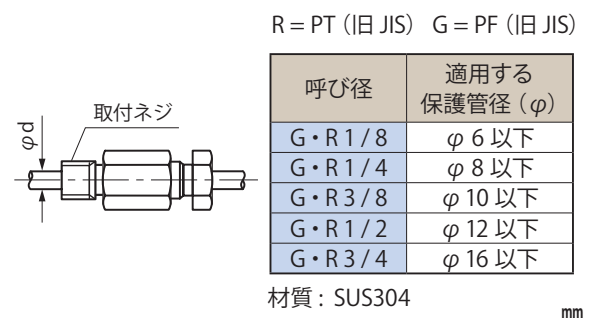 R = PT（旧 JIS） G = PF（旧 JIS）
取付ネジ
φd
呼び径 適用する
保護管径（φ）
G・R 1 / 8 φ 6 以下
G・R 1 / 4 φ 8 以下
G・R 3 / 8 φ 10 以下
G・R 1 / 2 φ 12 以下
G・R 3 / 4 φ 16 以下
材質 : SUS304
mm